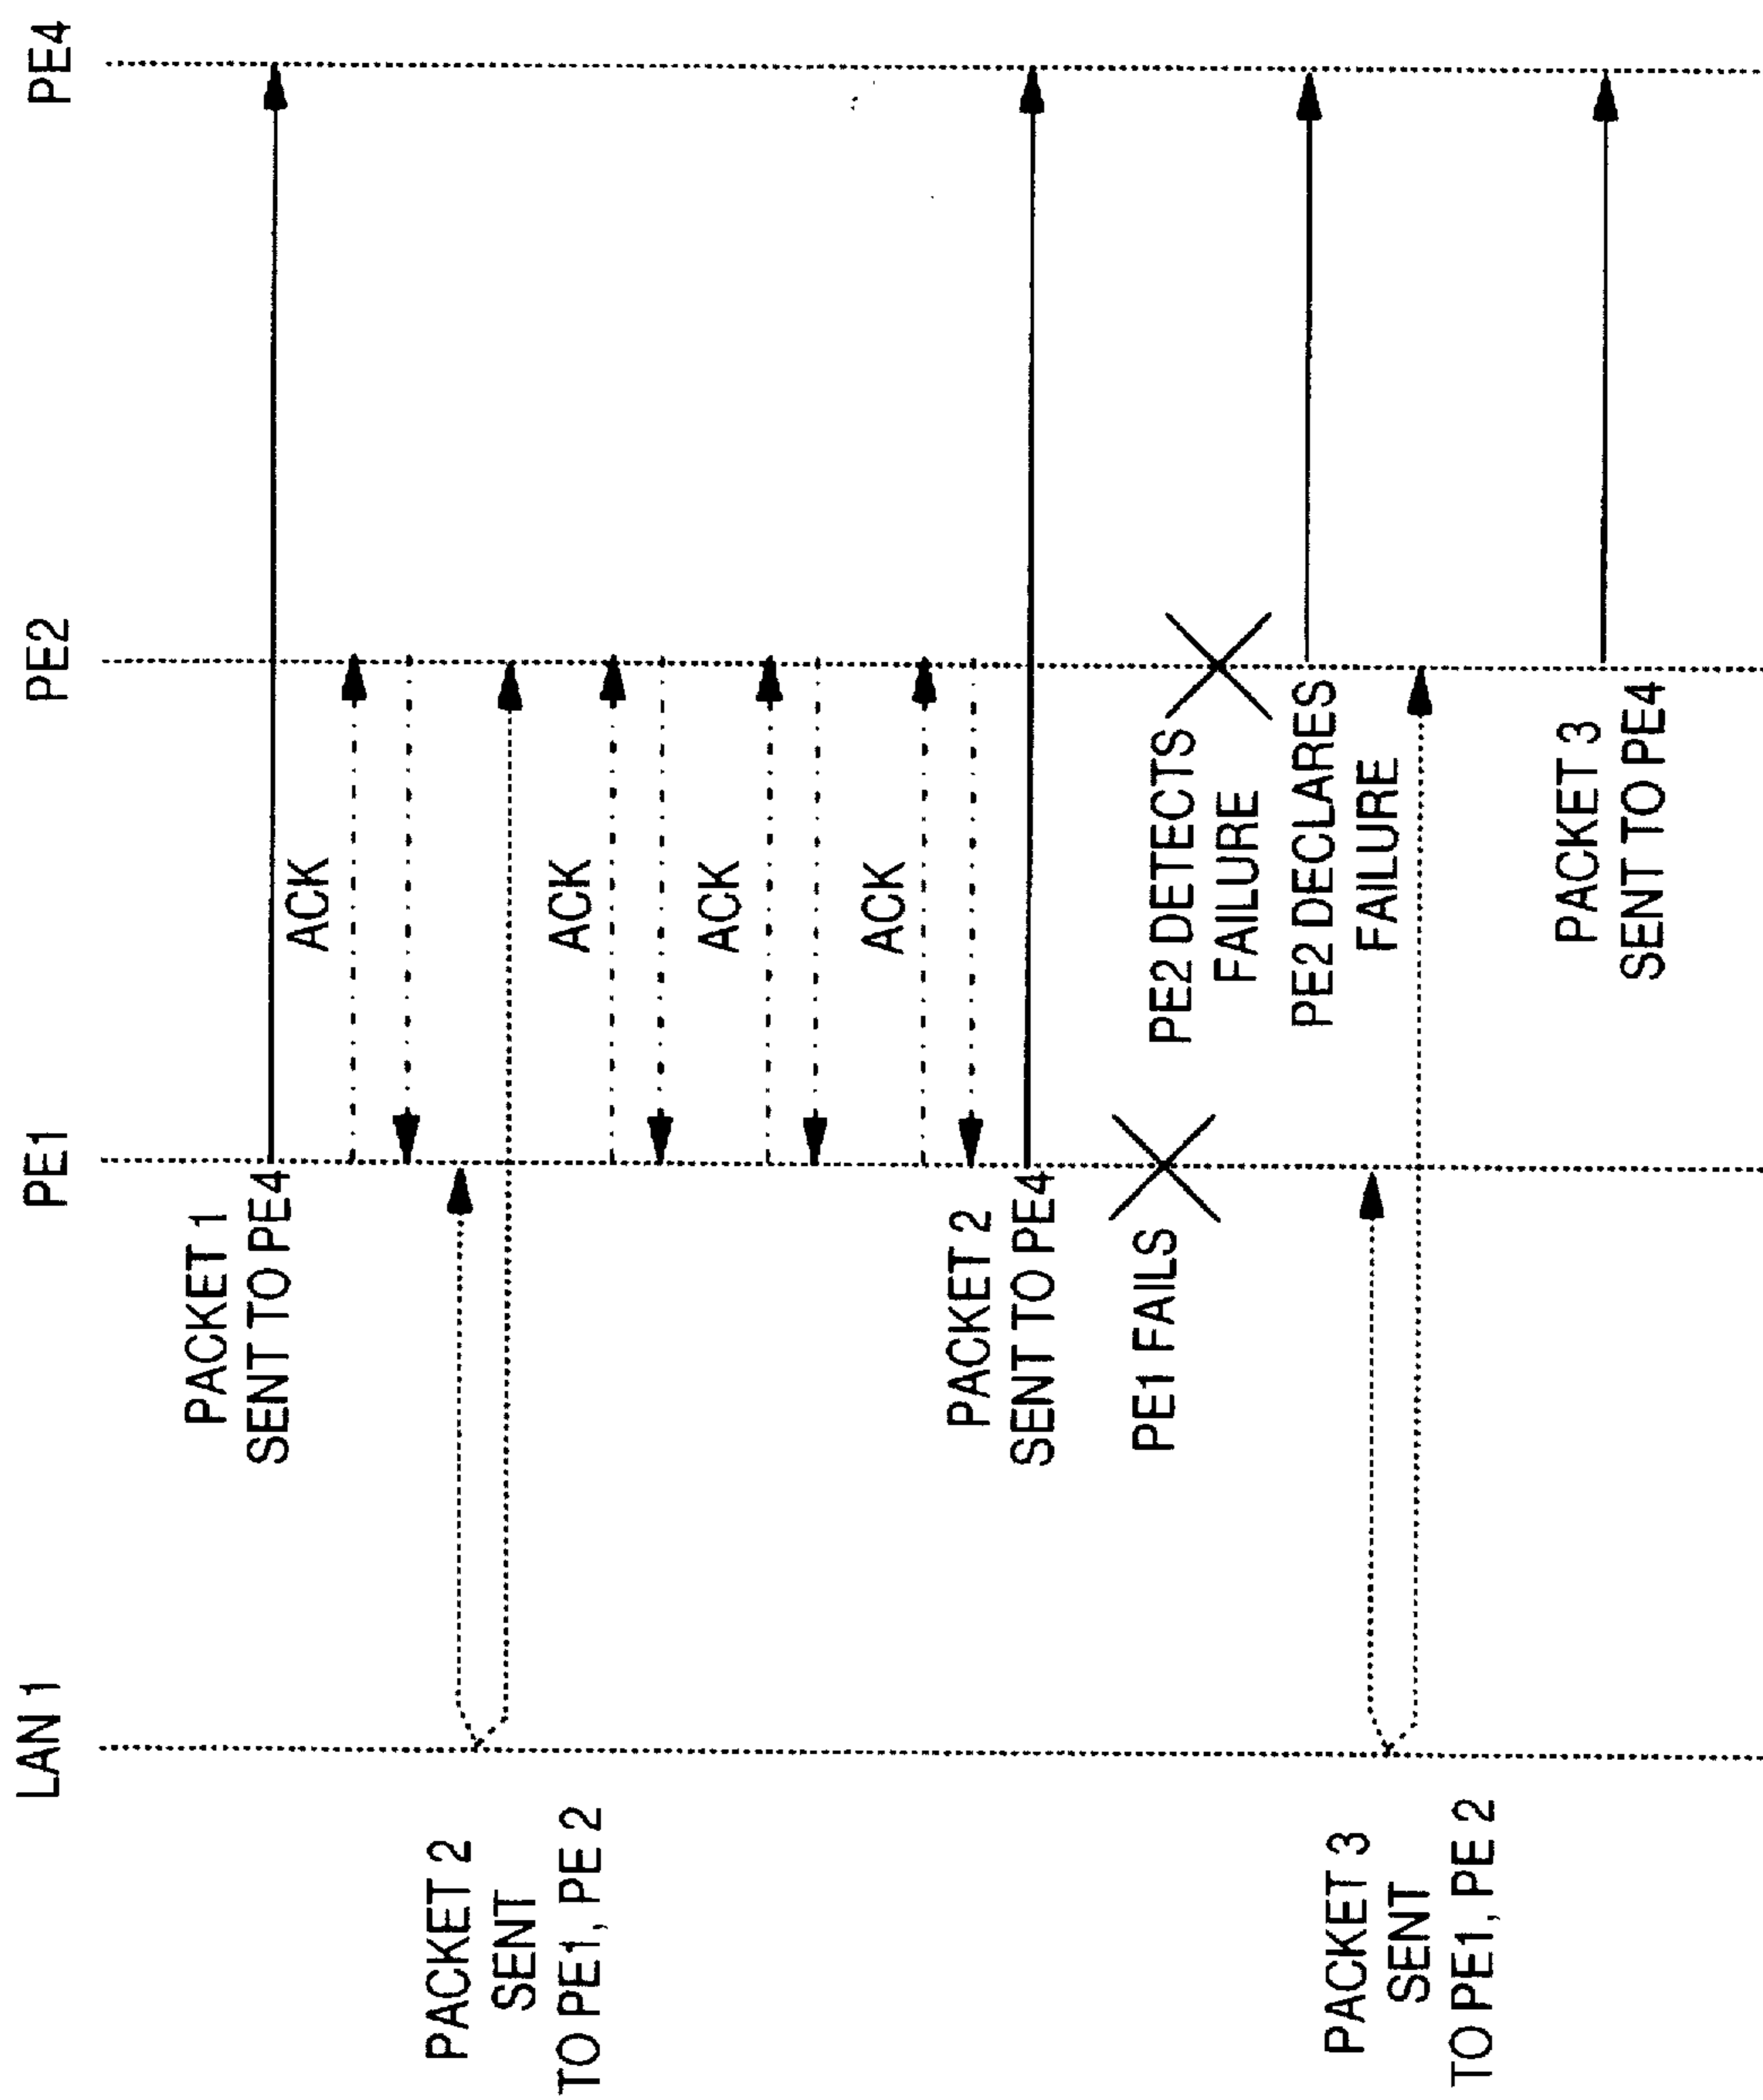 LAN 1
PE1
PE2
PE4
PACKET 1
SENT TO PE4
ACK
PACKET 2
SENT
TO PE1, PE 2
ACK
ACK
ACK
PACKET 2
SENT TO PE4
PE1 FAILS
PE2 DETECTS
FAILURE
PE2 DECLARES
FAILURE
PACKET 3
SENT
TO PE1, PE 2
PACKET 3
SENT TO PE4